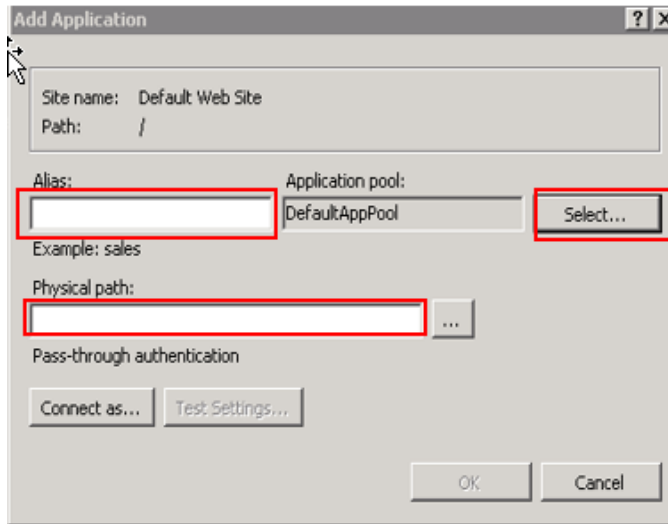 Add Application
?
X
Site name: Default Web Site
Path: /
Alias:
Application pool:
DefaultAppPool
Select...
Example: sales
Physical path:
...
Pass-through authentication
Connect as...
Test Settings...
OK
Cancel